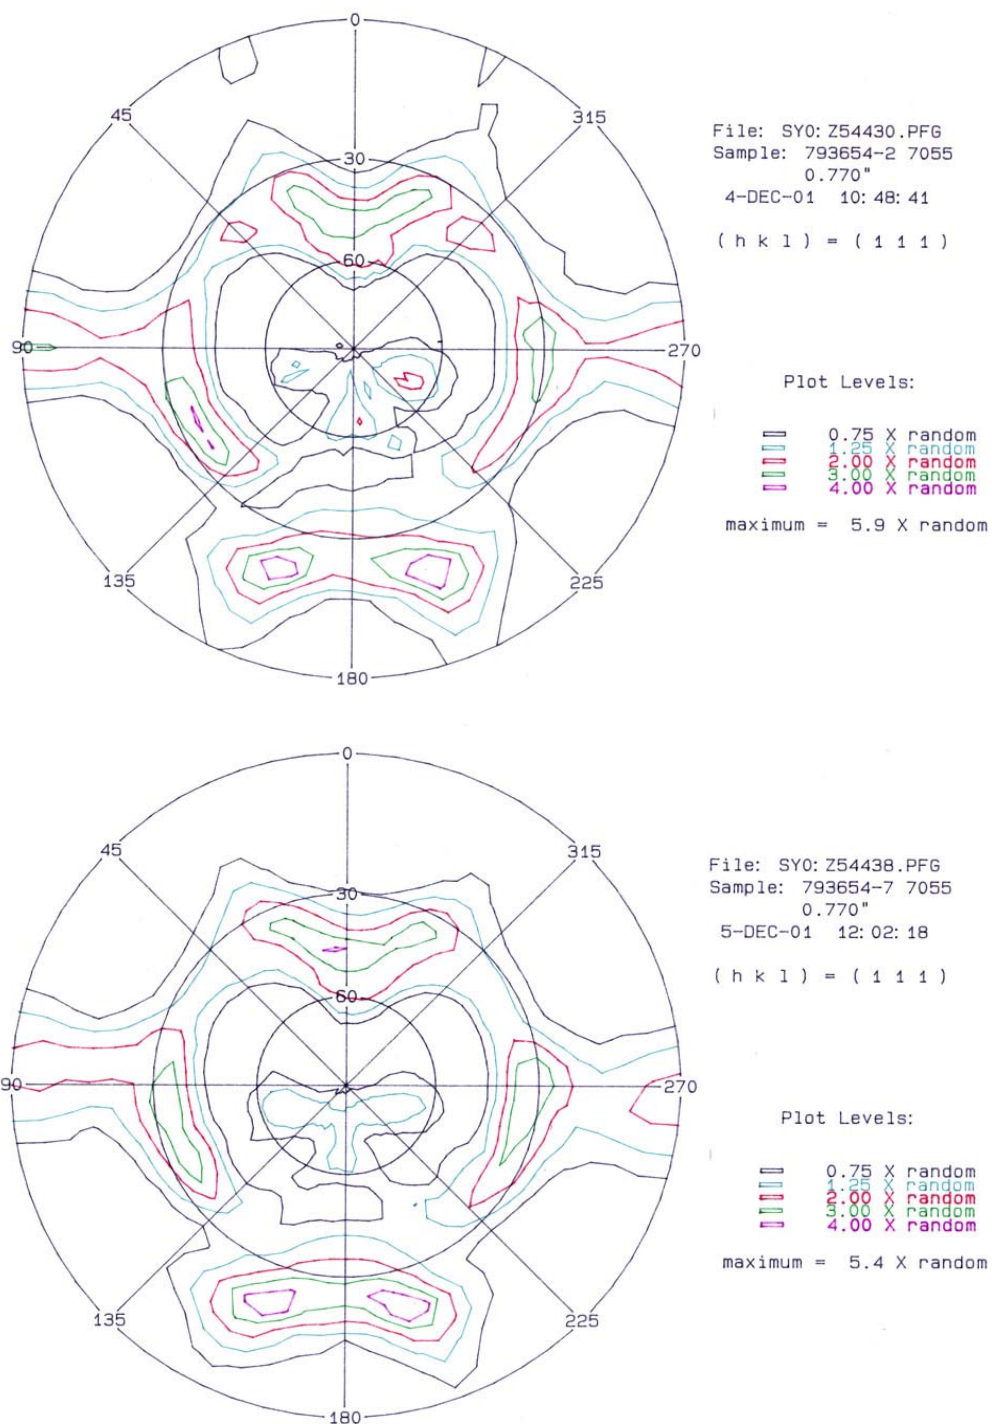 0
45
315
30
60
90
270
135
225
180
File: SY0: Z54430.PFG
Sample: 793654-2 7055
0.770"
4-DEC-01 10: 48: 41
( h k l ) = ( 1 1 1 )
Plot Levels:
0.75 X random
1.25 X random
2.00 X random
3.00 X random
4.00 X random
maximum = 5.9 X random
0
45
315
30
60
90
270
135
225
180
File: SY0: Z54438.PFG
Sample: 793654-7 7055
0.770"
5-DEC-01 12: 02: 18
( h k l ) = ( 1 1 1 )
Plot Levels:
0.75 X random
1.25 X random
2.00 X random
3.00 X random
4.00 X random
maximum = 5.4 X random